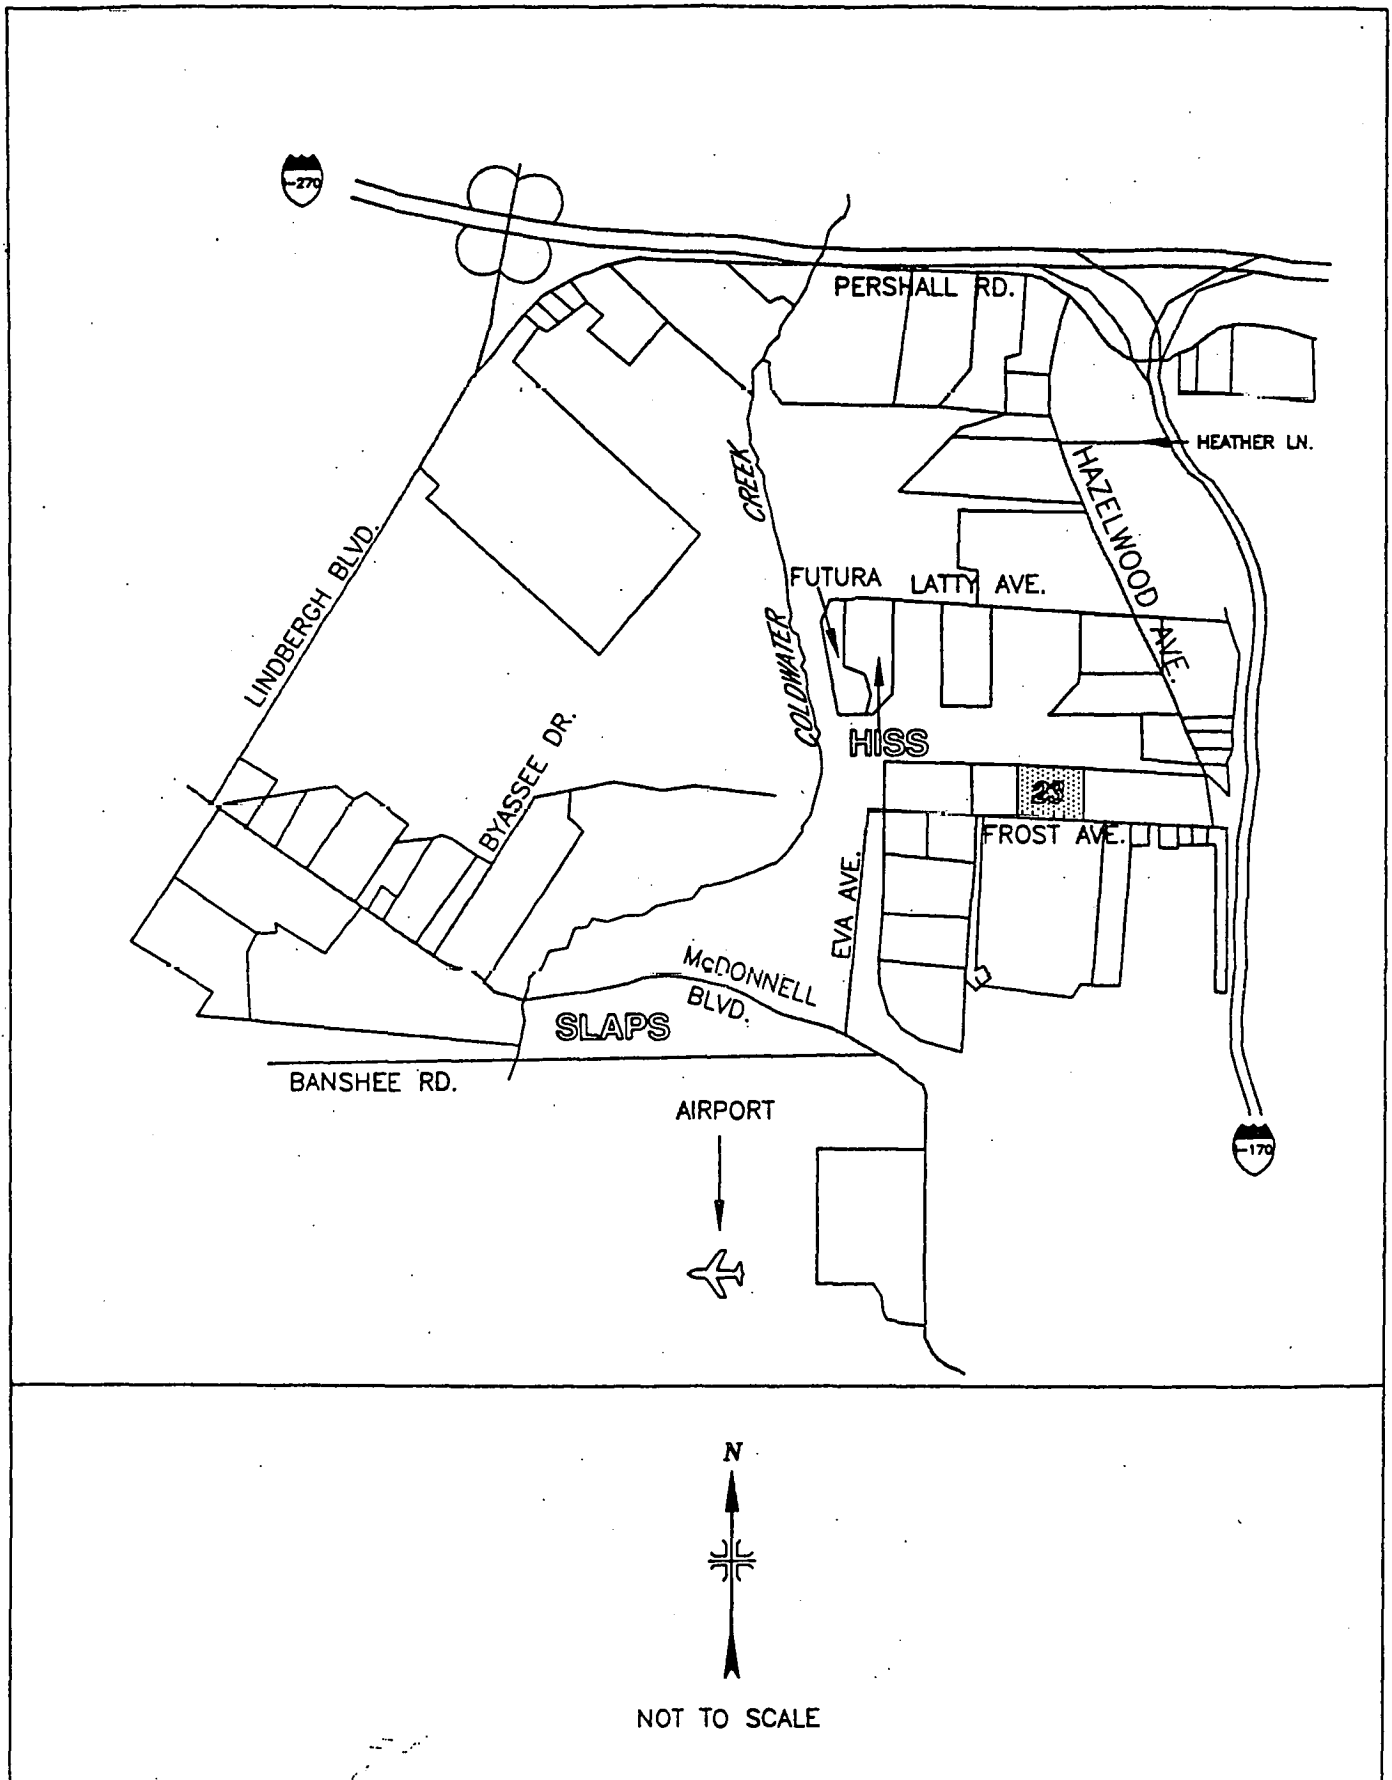 I-270
PERSHALL RD.
HEATHER LN.
CREEK
HAZELWOOD AVE.
LINDBERGH BLVD.
FUTURA
LATTY AVE.
COLDWATER
BYASSEE DR.
HISS
23
FROST AVE.
EVA AVE.
McDONNELL
BLVD.
SLAPS
BANSHEE RD.
AIRPORT
I-170
N
NOT TO SCALE